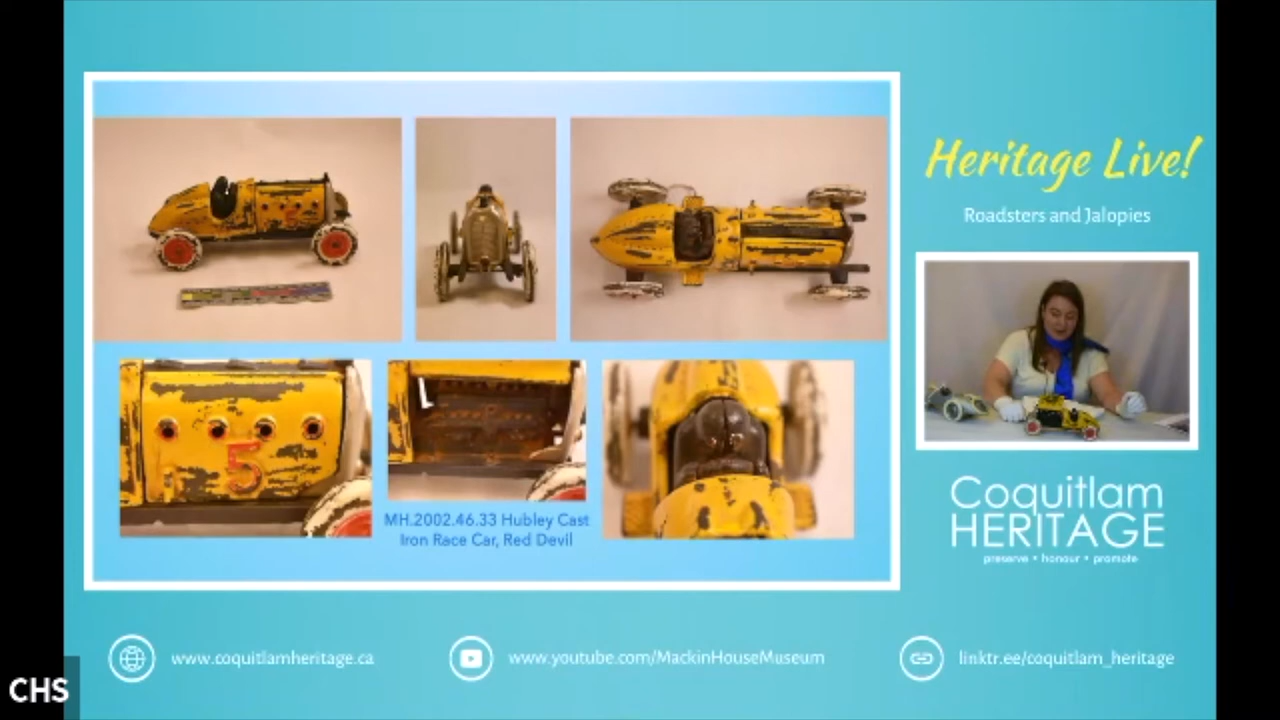 Heritage Live!
Roadsters and Jalopies
5
MH.2002.46.33 Hubley Cast
Iron Race Car, Red Devil
Coquitlam
HERITAGE
preserve • honour • promote
www.coquitlamheritage.ca
www.youtube.com/MackinHouseMuseum
linktr.ee/coquitlam_heritage
CHS